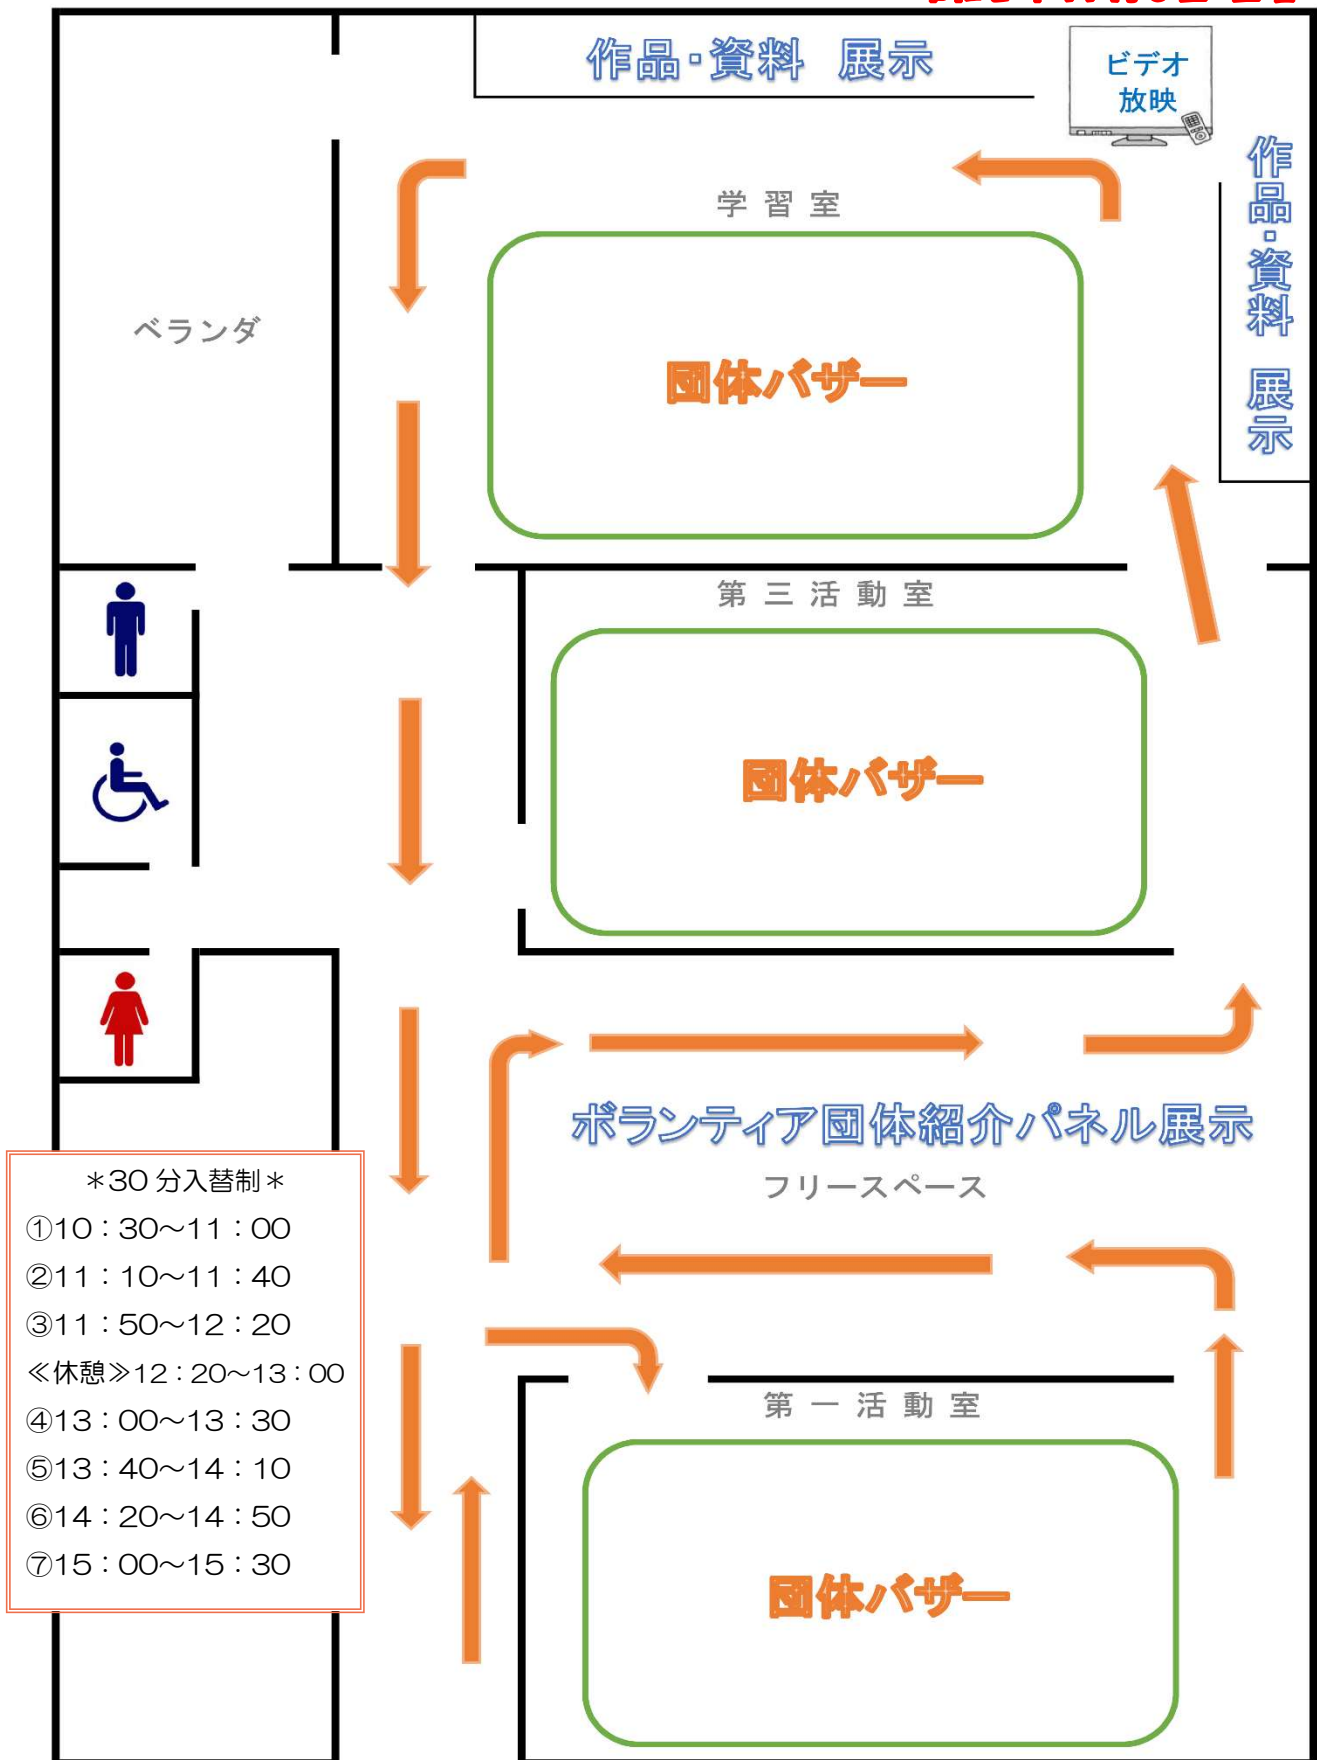 作品・資料 展示
ビデオ
放映
作品・資料 展示
学習室
ベランダ
団体バザー
第三活動室
団体バザー
ボランティア団体紹介パネル展示
フリースペース
＊30分入替制＊
①10：30～11：00
②11：10～11：40
③11：50～12：20
≪休憩≫12：20～13：00
④13：00～13：30
⑤13：40～14：10
⑥14：20～14：50
⑦15：00～15：30
第一活動室
団体バザー